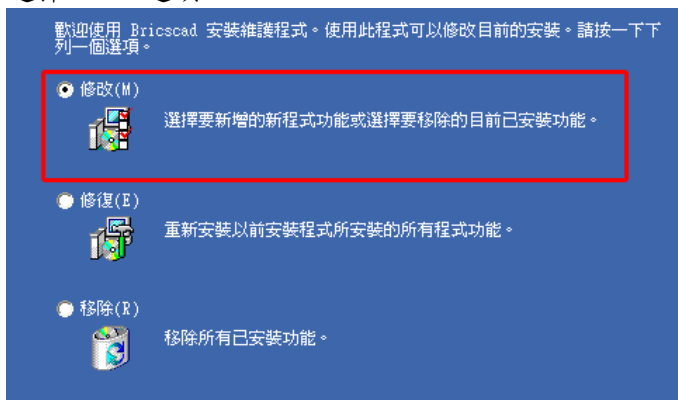 歡迎使用 Bricscad 安裝維護程式。使用此程式可以修改目前的安裝。請按一下下
列一個選項。
修改(M)
選擇要新增的新程式功能或選擇要移除的目前已安裝功能。
修復(E)
重新安裝以前安裝程式所安裝的所有程式功能。
移除(R)
移除所有已安裝功能。